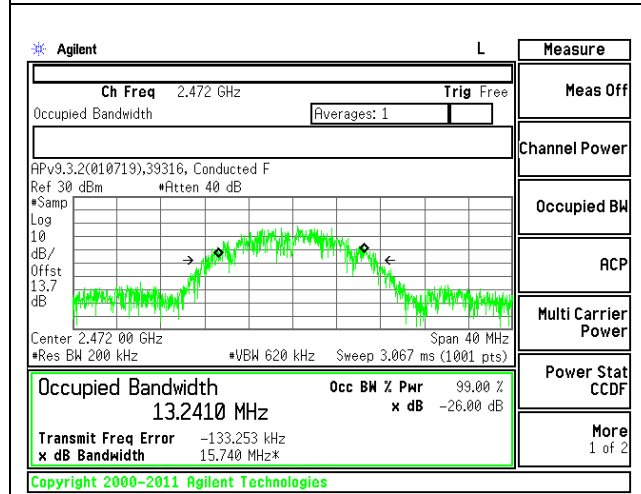 Agilent L
Measure
Ch Freq 2.472 GHz Trig Free
Occupied Bandwidth Averages: 1
Meas Off
Channel Power
Occupied BW
ACP
Multi Carrier
Power
Power Stat
CCDF
More
1 of 2
APv9.3.2(010719),39316, Conducted F
Ref 30 dBm #Atten 40 dB
#Samp
Log
10
dB/
Offst
13.7
dB
Center 2.472 00 GHz Span 40 MHz
#Res BW 200 kHz #VBW 620 kHz Sweep 3.067 ms (1001 pts)
Occupied Bandwidth Occ BW % Pwr 99.00 %
13.2410 MHz x dB -26.00 dB
Transmit Freq Error -133.253 kHz
x dB Bandwidth 15.740 MHz*
Copyright 2000-2011 Agilent Technologies